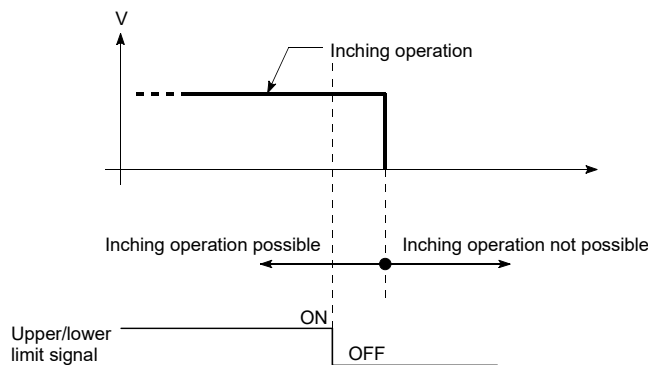 V
Inching operation
Inching operation possible
Inching operation not possible
ON
Upper/lower
limit signal
OFF